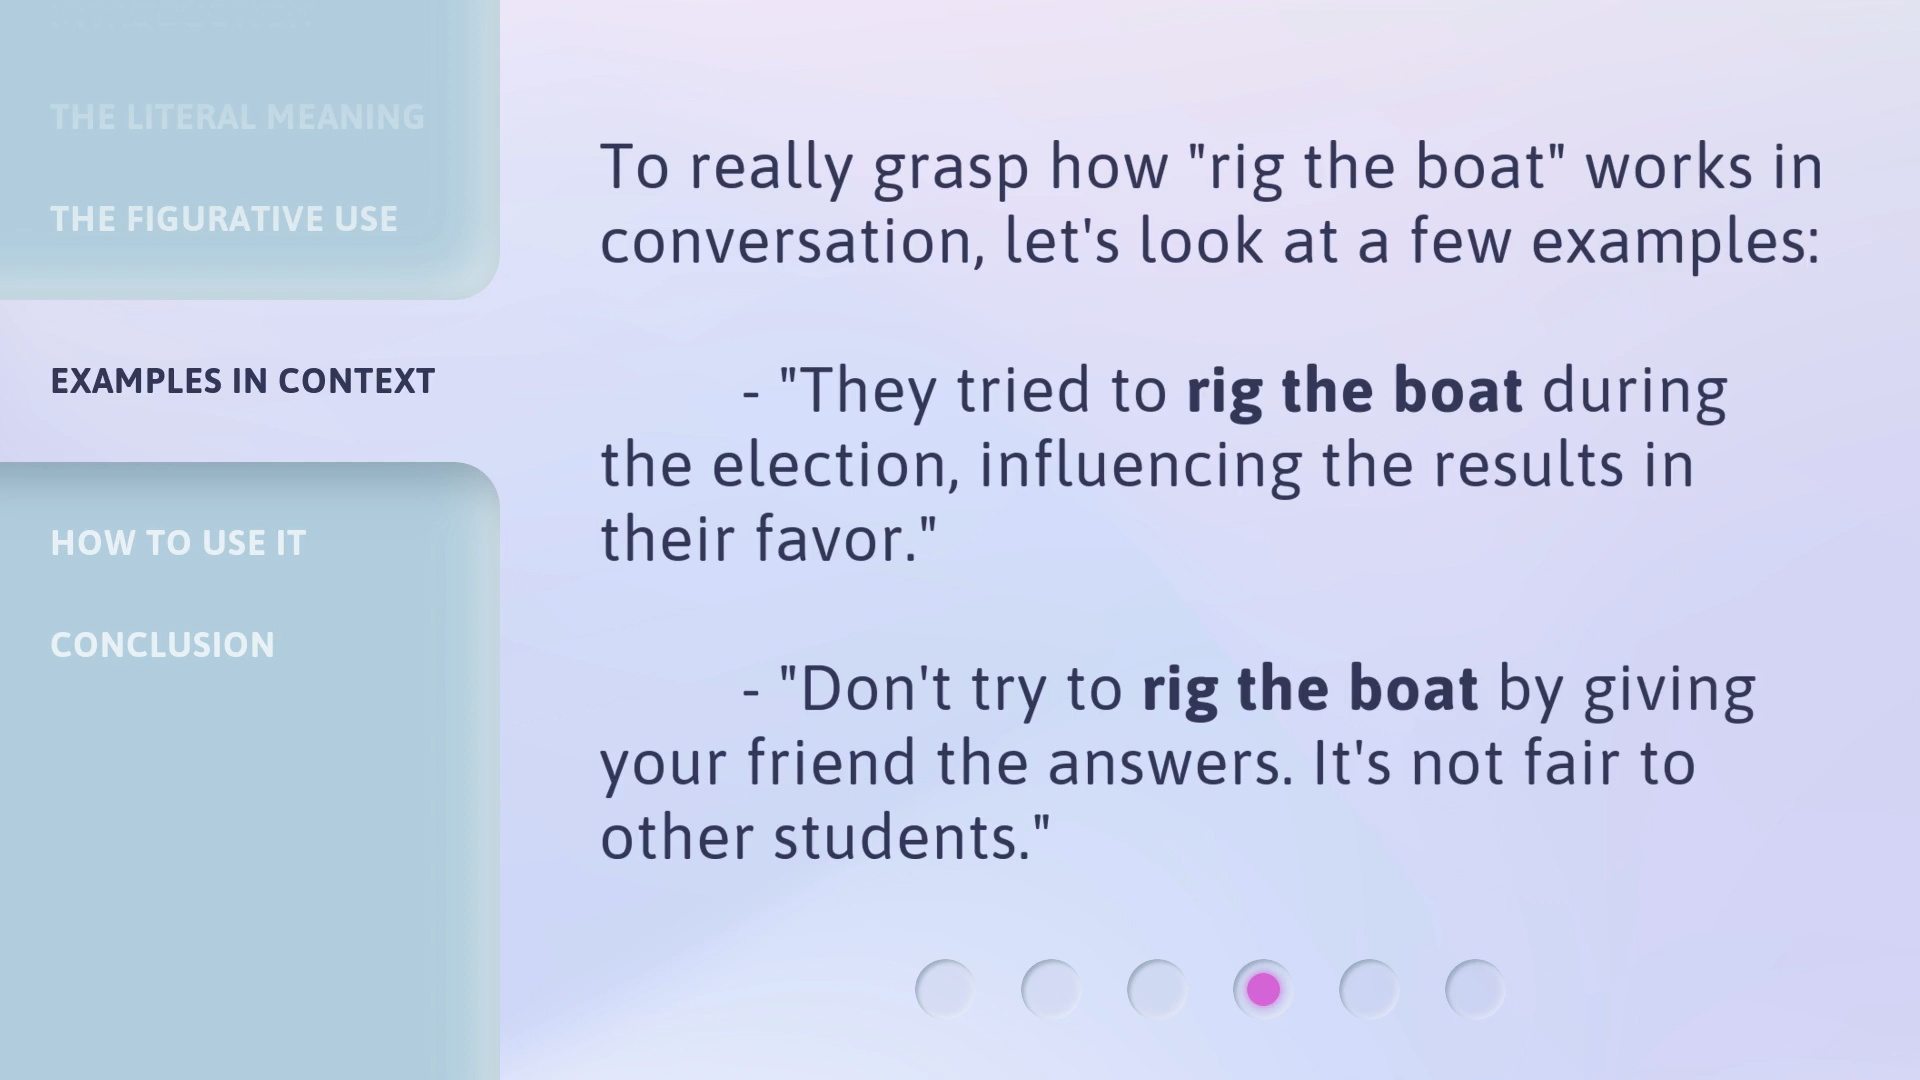 THE LITERAL MEANING
THE FIGURATIVE USE
EXAMPLES IN CONTEXT
HOW TO USE IT
CONCLUSION
To really grasp how "rig the boat" works in
conversation, let's look at a few examples:
- "They tried to rig the boat during
the election, influencing the results in
their favor."
- "Don't try to rig the boat by giving
your friend the answers. It's not fair to
other students."